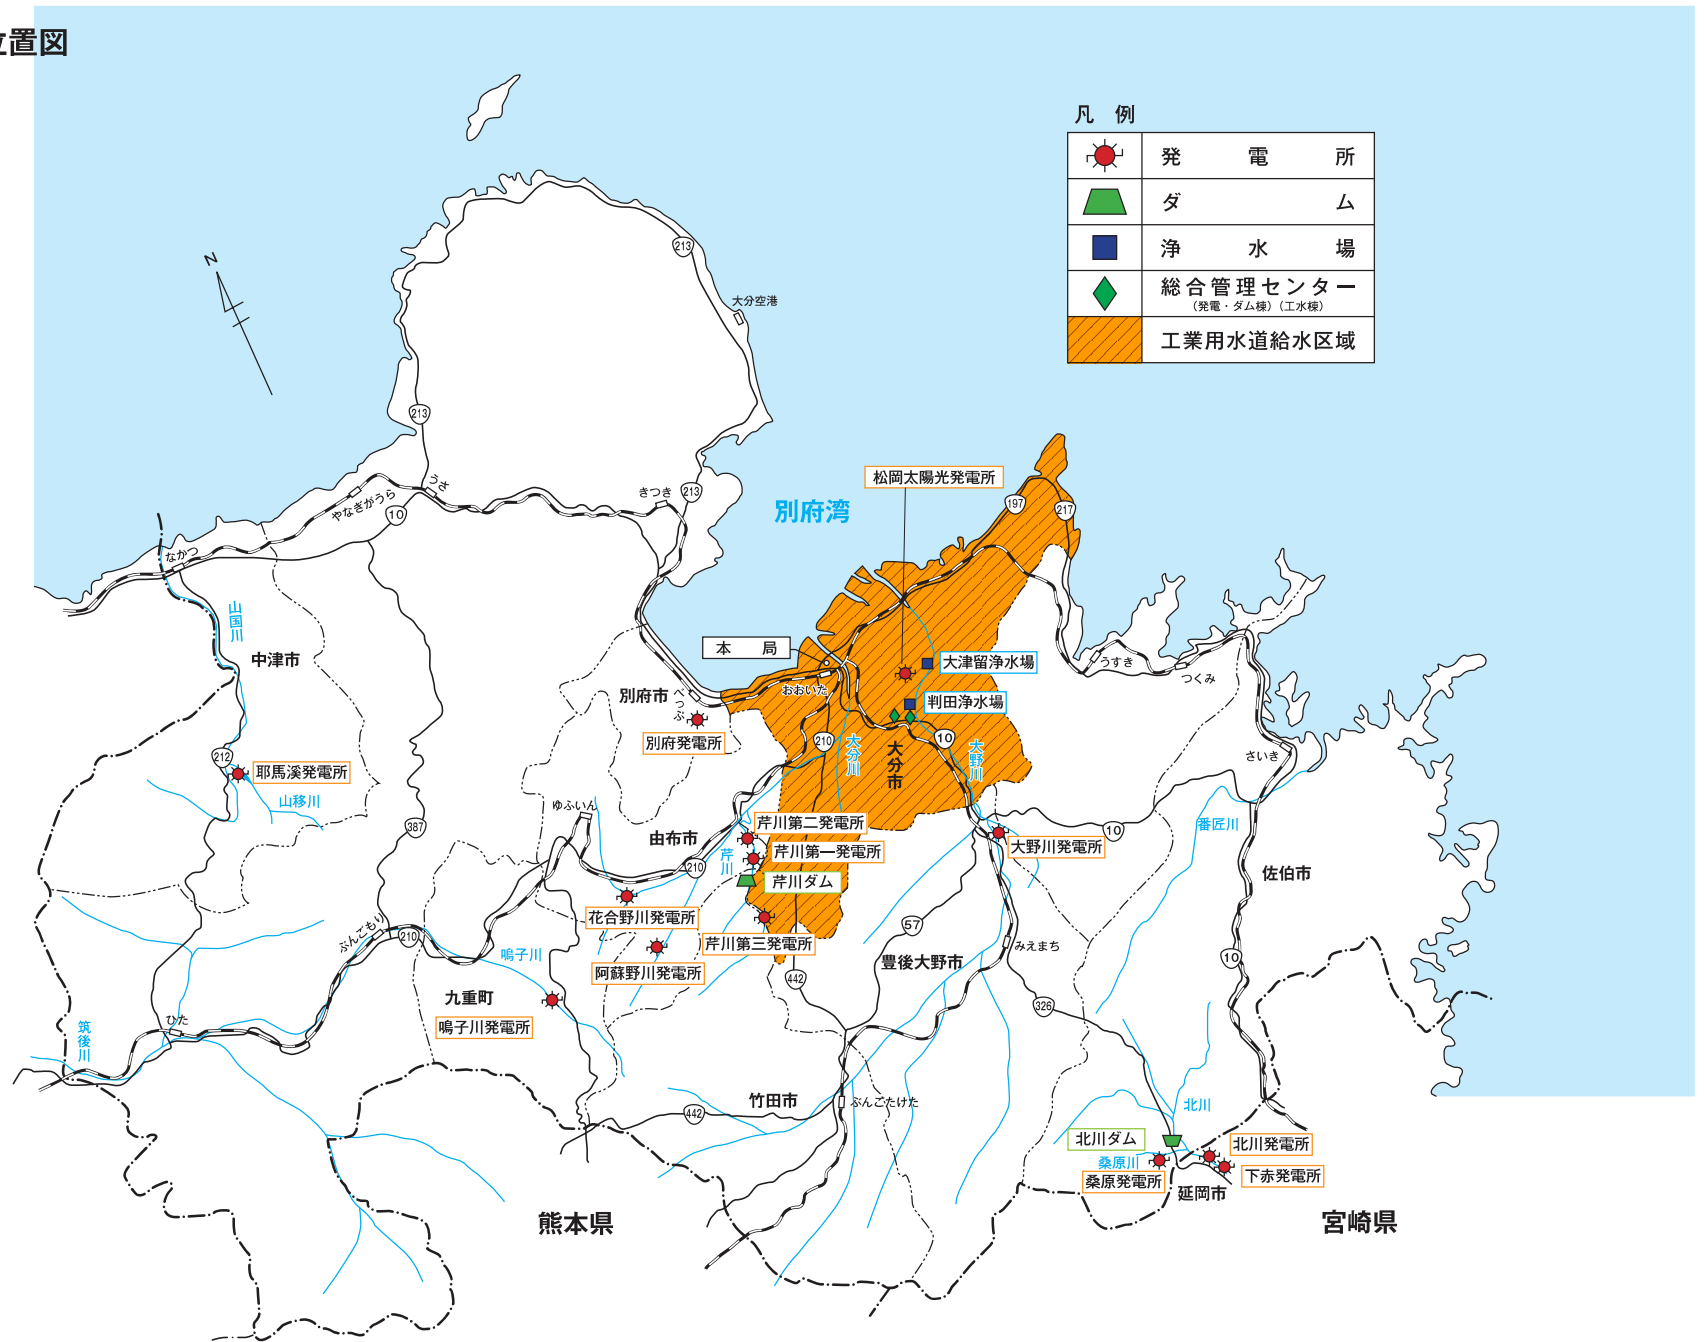 位置図
凡例
発電所
ダム
浄水場
総合管理センター
（発電・ダム棟）（工水棟）
工業用水道給水区域
N
213
大分空港
213
うさ
やなぎがうら
10
きつき
213
なかつ
別府湾
松岡太陽光発電所
197
217
山国川
中津市
本局
大津留浄水場
うすき
つくみ
別府市
べっぷ
おおいた
判田浄水場
別府発電所
210
大分川
大分市
10
大野川
さいき
212
耶馬溪発電所
山移川
ゆふいん
387
由布市
芹川第二発電所
芹川
芹川第一発電所
210
芹川ダム
大野川発電所
10
番匠川
佐伯市
花合野川発電所
芹川第三発電所
57
みえまち
ぶんごもり
210
鳴子川
阿蘇野川発電所
豊後大野市
442
10
九重町
鳴子川発電所
326
ひた
筑後川
竹田市
442
ぶんごたけた
北川
北川ダム
北川発電所
桑原川
桑原発電所
下赤発電所
延岡市
熊本県
宮崎県